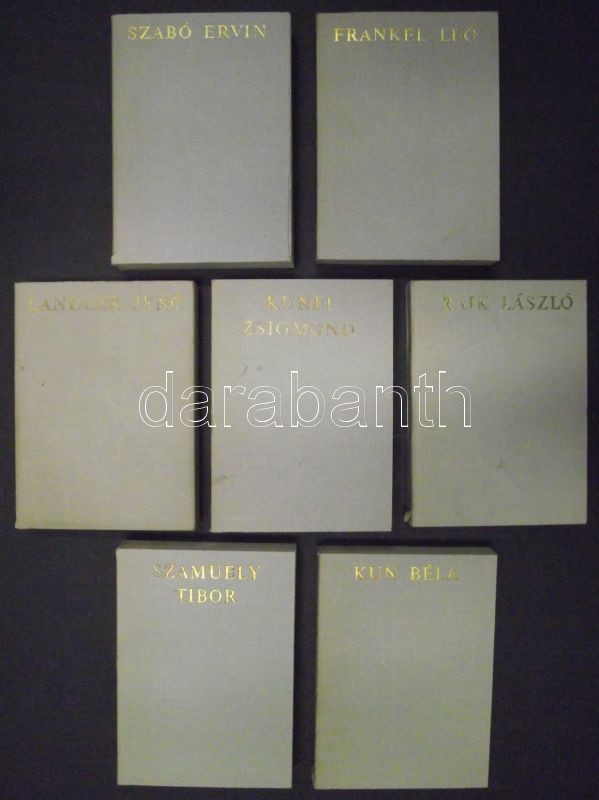 SZABÓ ERVIN
FRANKEL LEÓ
LANDLER JENŐ
KUNFI
ZSIGMOND
RAJK LÁSZLÓ
darabanth
SZAMUELY
TIBOR
KUN BÉLA